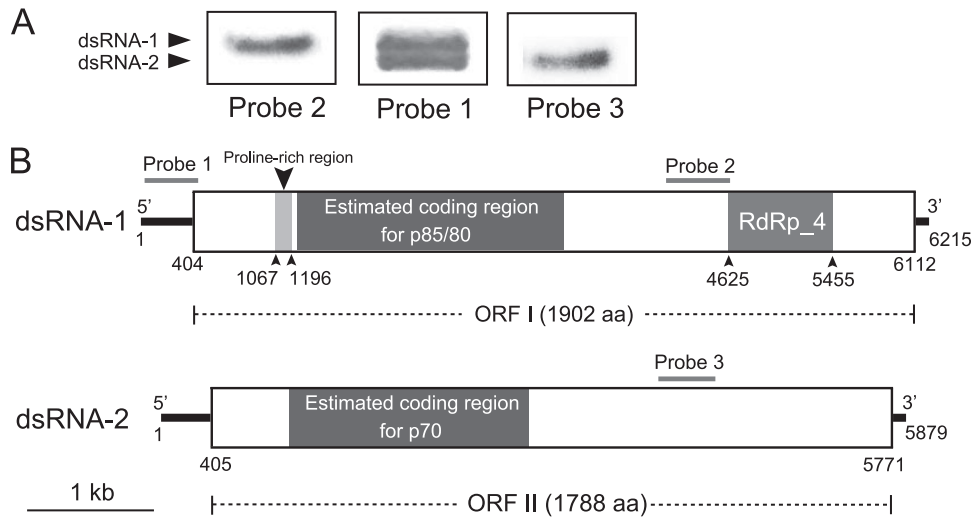 A
dsRNA-1
dsRNA-2
Probe 2
Probe 1
Probe 3
B
Probe 1
Proline-rich region
Probe 2
dsRNA-1
5’
1
Estimated coding region
for p85/80
RdRp_4
3’
6215
404
1067
1196
4625
5455
6112
ORF I (1902 aa)
Probe 3
dsRNA-2
5’
1
Estimated coding region
for p70
3’
5879
405
5771
1 kb
ORF II (1788 aa)